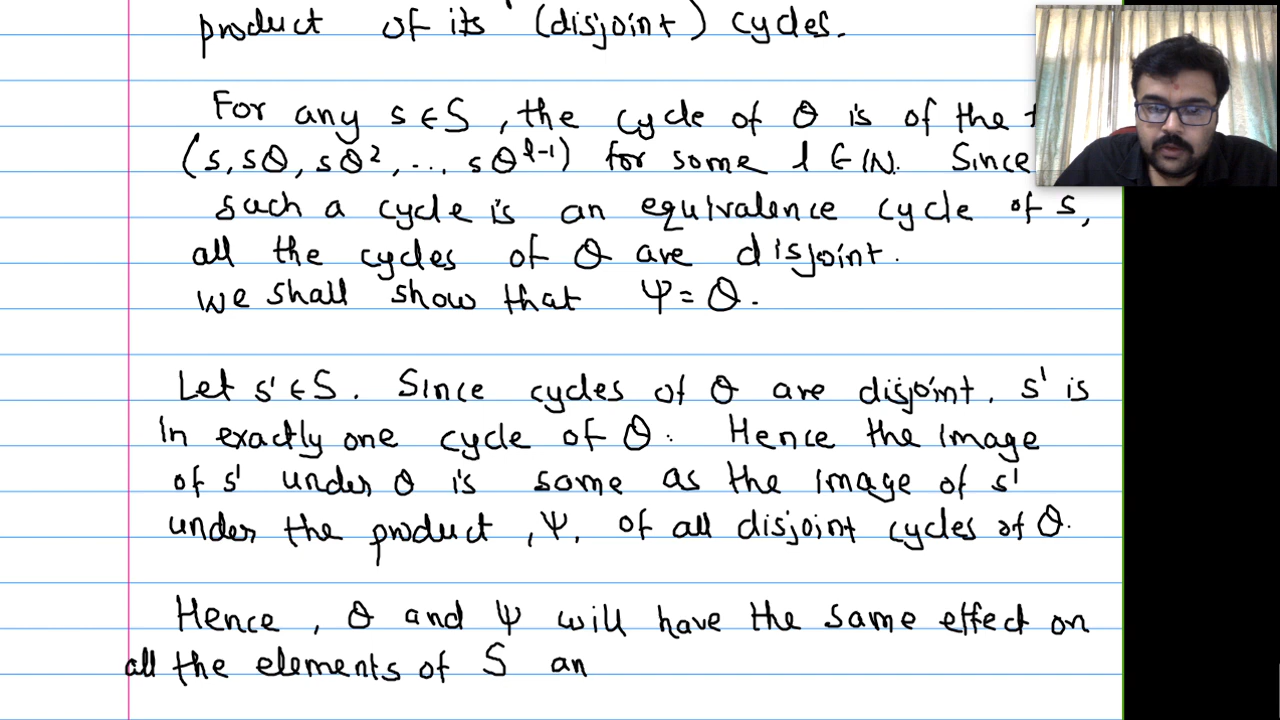 product of its (disjoint) cycles.
For any s ∈ S, the cycle of θ is of the
(s, sθ, sθ², ..., sθ^{l-1}) for some l ∈ IN. Since
such a cycle is an equivalence cycle of s,
all the cycles of θ are disjoint.
we shall show that ψ = θ.
Let s' ∈ S. Since cycles of θ are disjoint, s' is
in exactly one cycle of θ. Hence the image
of s' under θ is same as the image of s'
under the product, ψ, of all disjoint cycles of θ.
Hence, θ and ψ will have the same effect on
all the elements of S an